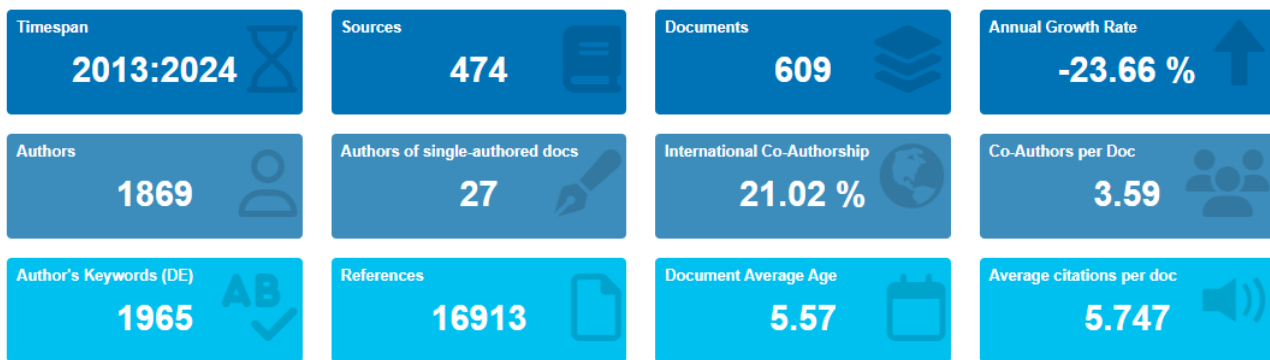 Timespan
2013:2024
Sources
474
Documents
609
Annual Growth Rate
-23.66 %
Authors
1869
Authors of single-authored docs
27
International Co-Authorship
21.02 %
Co-Authors per Doc
3.59
Author's Keywords (DE)
1965
AB
References
16913
Document Average Age
5.57
Average citations per doc
5.747